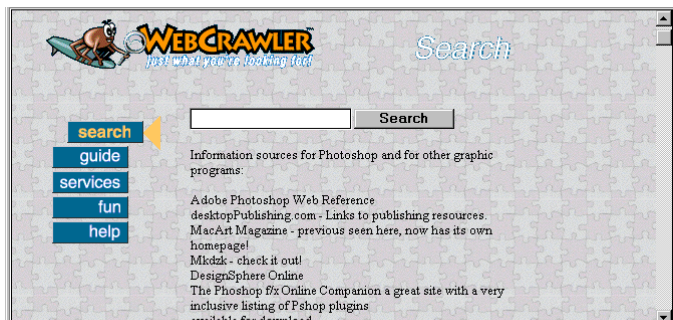 WEBCRAWLER
just what you're looking for!
Search
Search
search
guide
services
fun
help
Information sources for Photoshop and for other graphic
programs:
Adobe Photoshop Web Reference
desktopPublishing.com - Links to publishing resources.
MacArt Magazine - previous seen here, now has its own
homepage!
Mkdzk - check it out!
DesignSphere Online
The Phoshop f/x Online Companion a great site with a very
inclusive listing of Pshop plugins
available for download